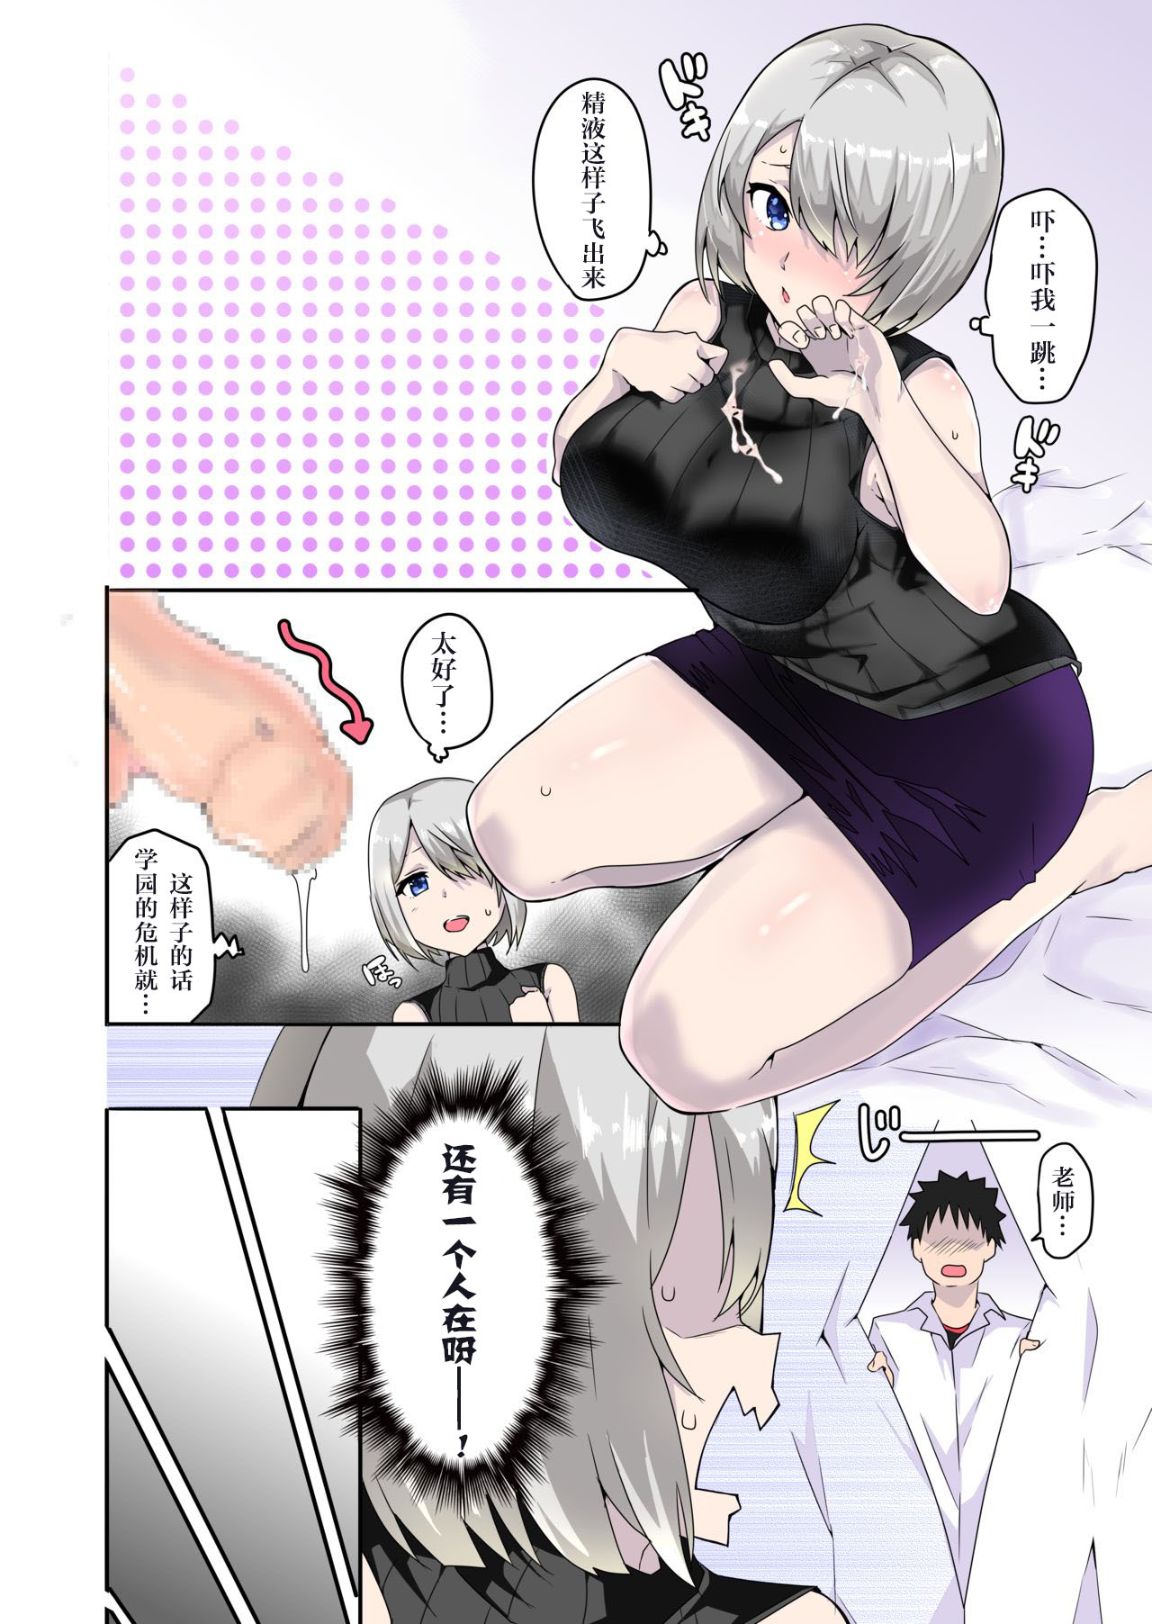 吓…吓我一跳…
ドキ
精液这样子飞出来
ドキ
太好了…
ほっ
这样子的话
学园的危机就…
老师…
じーー
还有一个人在呀——！